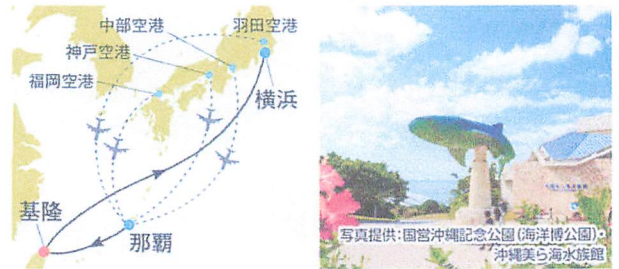 中部空港
羽田空港
神戸空港
福岡空港
横浜
基隆
那覇
写真提供:国営沖縄記念公園(海洋博公園)・
沖縄美ら海水族館